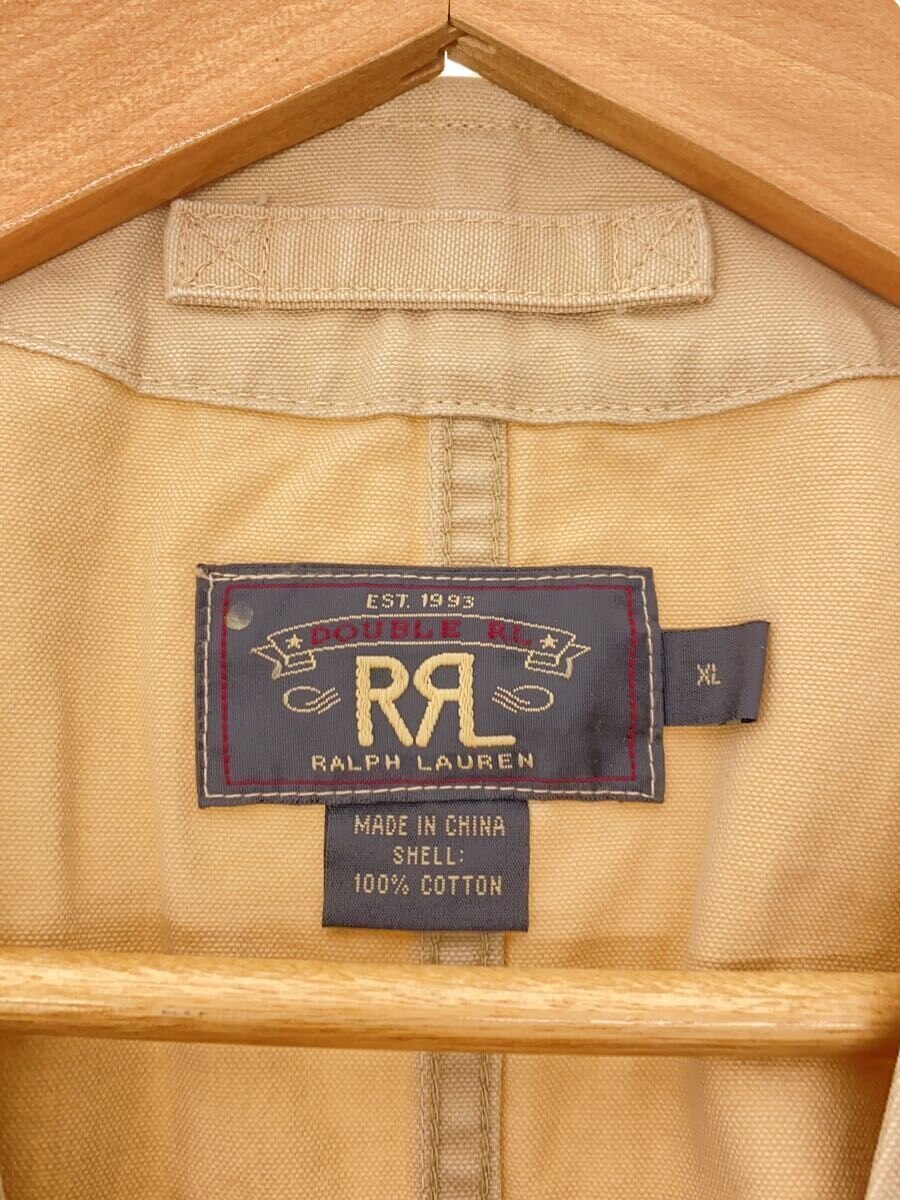 EST. 1993
DOUBLE RL
RRL
RALPH LAUREN
XL
MADE IN CHINA
SHELL:
100% COTTON